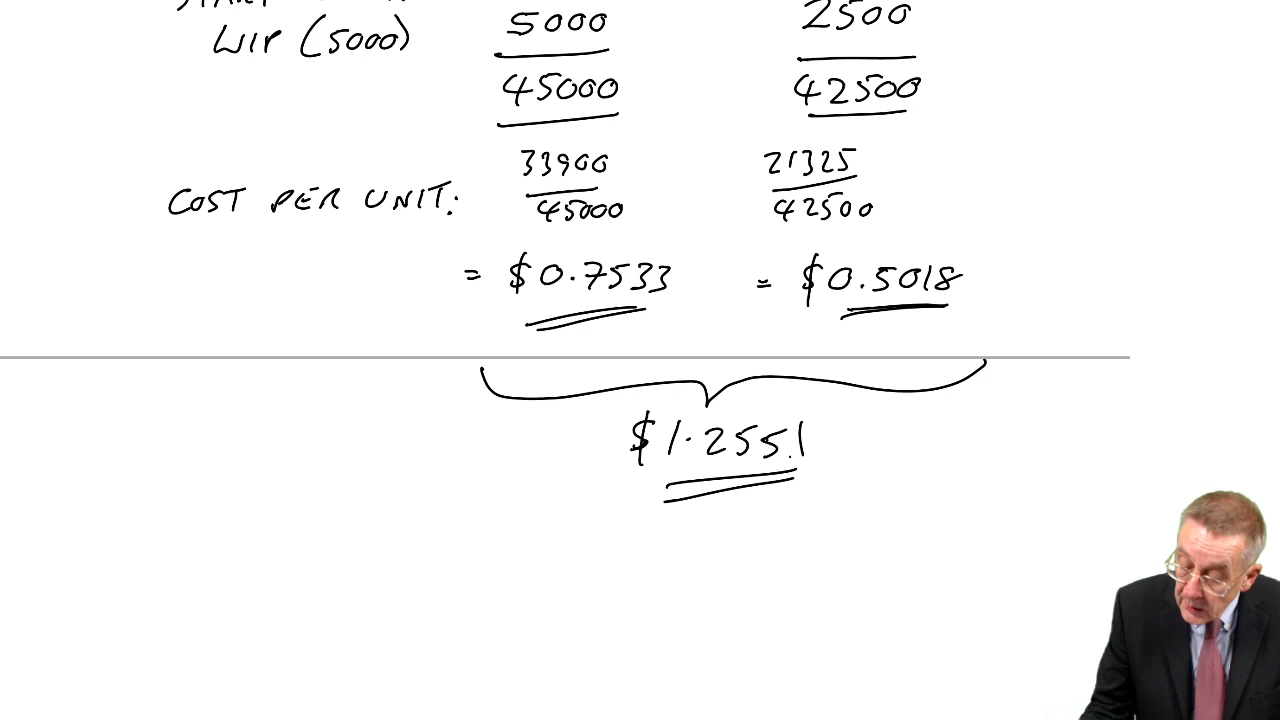 5000 2500
WIP (5000)
45000 42500
33900 21325
COST PER UNIT: 45000 42500
= $0.7533 = $0.5018
$1.2551